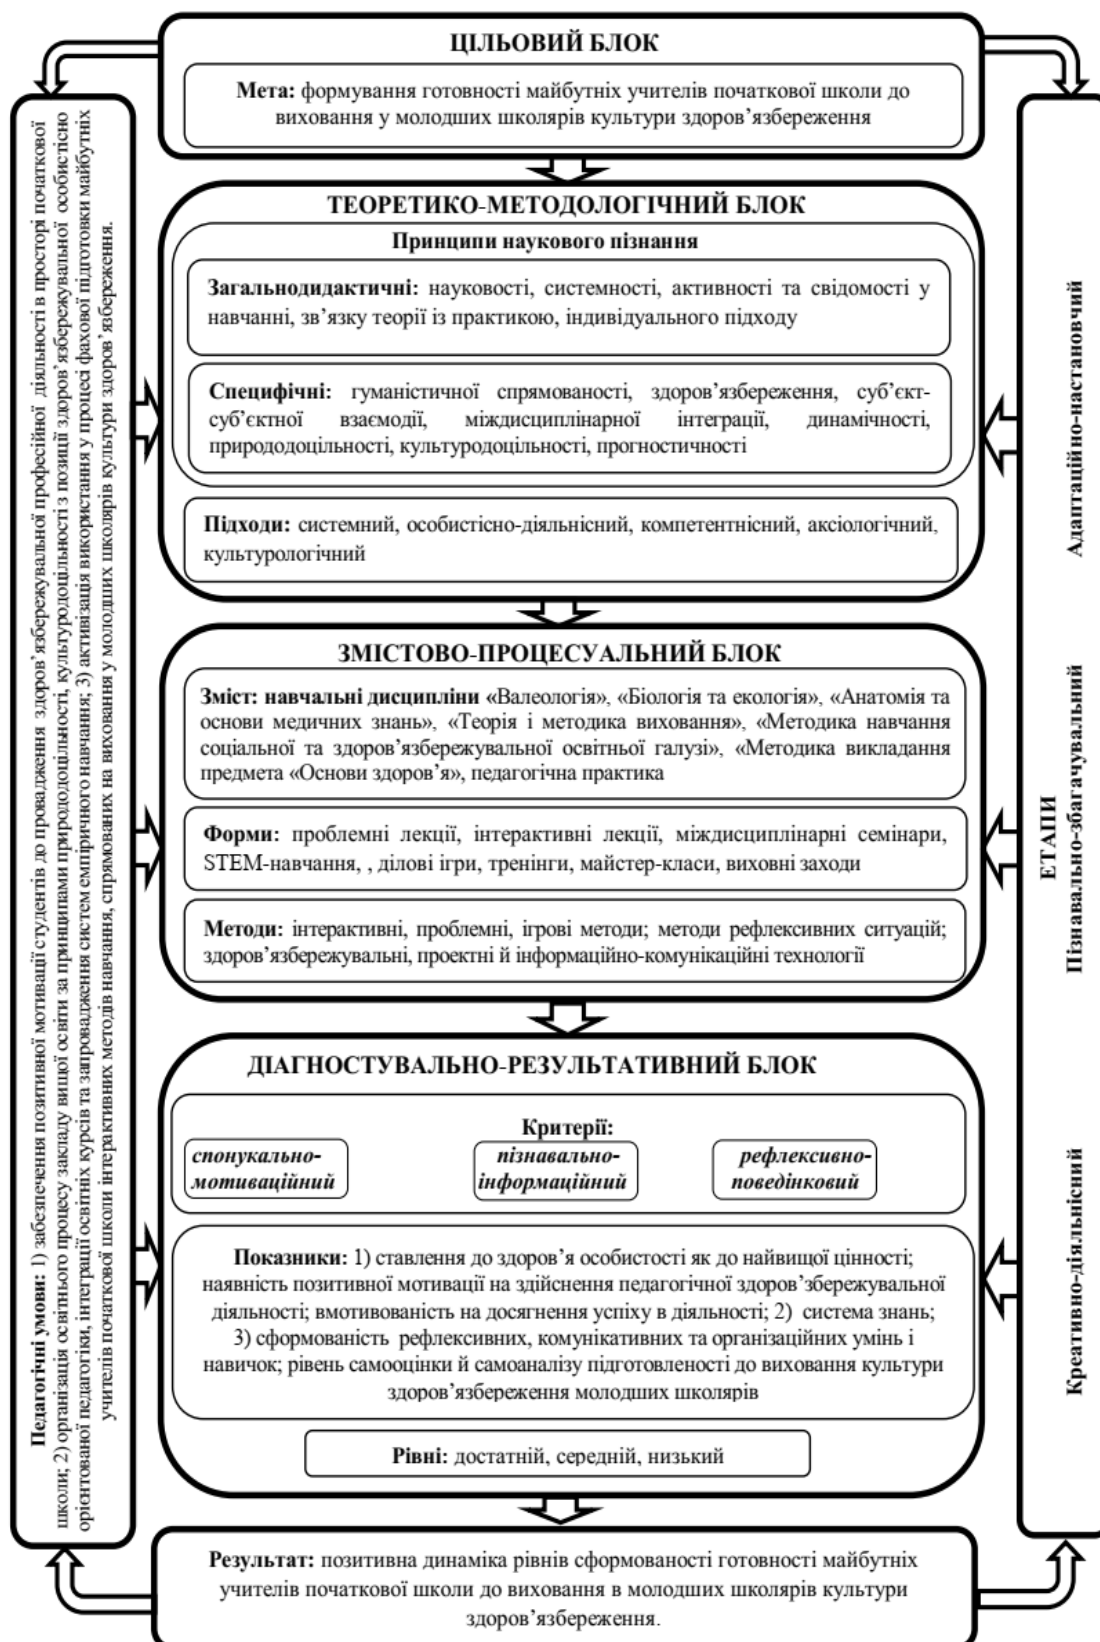 ЦІЛЬОВИЙ БЛОК
Мета: формування готовності майбутніх учителів початкової школи до
виховання у молодших школярів культури здоров’язбереження
ТЕОРЕТИКО-МЕТОДОЛОГІЧНИЙ БЛОК
Принципи наукового пізнання
Загальнодидактичні: науковості, системності, активності та свідомості у
навчанні, зв’язку теорії із практикою, індивідуального підходу
Специфічні: гуманістичної спрямованості, здоров’язбереження, суб’єкт-
суб’єктної взаємодії, міждисциплінарної інтеграції, динамічності,
природодоцільності, культуродоцільності, прогностичності
Підходи: системний, особистісно-діяльнісний, компетентнісний, аксіологічний,
культурологічний
ЗМІСТОВО-ПРОЦЕСУАЛЬНИЙ БЛОК
Зміст: навчальні дисципліни «Валеологія», «Біологія та екологія», «Анатомія та
основи медичних знань», «Теорія і методика виховання», «Методика навчання
соціальної та здоров’язбережувальної освітньої галузі», «Методика викладання
предмета «Основи здоров’я», педагогічна практика
Форми: проблемні лекції, інтерактивні лекції, міждисциплінарні семінари,
STEM-навчання, , ділові ігри, тренінги, майстер-класи, виховні заходи
Методи: інтерактивні, проблемні, ігрові методи; методи рефлексивних ситуацій;
здоров’язбережувальні, проектні й інформаційно-комунікаційні технології
ДІАГНОСТУВАЛЬНО-РЕЗУЛЬТАТИВНИЙ БЛОК
Критерії:
спонукально-
мотиваційний
пізнавально-
інформаційний
рефлексивно-
поведінковий
Показники: 1) ставлення до здоров’я особистості як до найвищої цінності;
наявність позитивної мотивації на здійснення педагогічної здоров’збережувальної
діяльності; вмотивованість на досягнення успіху в діяльності; 2) система знань;
3) сформованість рефлексивних, комунікативних та організаційних умінь і
навичок; рівень самооцінки й самоаналізу підготовленості до виховання культури
здоров’язбереження молодших школярів
Рівні: достатній, середній, низький
Результат: позитивна динаміка рівнів сформованості готовності майбутніх
учителів початкової школи до виховання в молодших школярів культури
здоров’язбереження.
Педагогічні умови: 1) забезпечення позитивної мотивації студентів до провадження здоров’язбережувальної професійної діяльності в просторі початкової
школи; 2) організація освітнього процесу закладу вищої освіти за принципами природодоцільності, культуродоцільності з позиції здоров’язбережувальної особистісно
орієнтованої педагогіки, інтеграції освітніх курсів та запровадження систем емпіричного навчання; 3) активізація використання у процесі фахової підготовки майбутніх
учителів початкової школи інтерактивних методів навчання, спрямованих на виховання у молодших школярів культури здоров’язбереження.
ЕТАПИ
Адаптаційно-настановчий
Пізнавально-збагачувальний
Креативно-діяльнісний